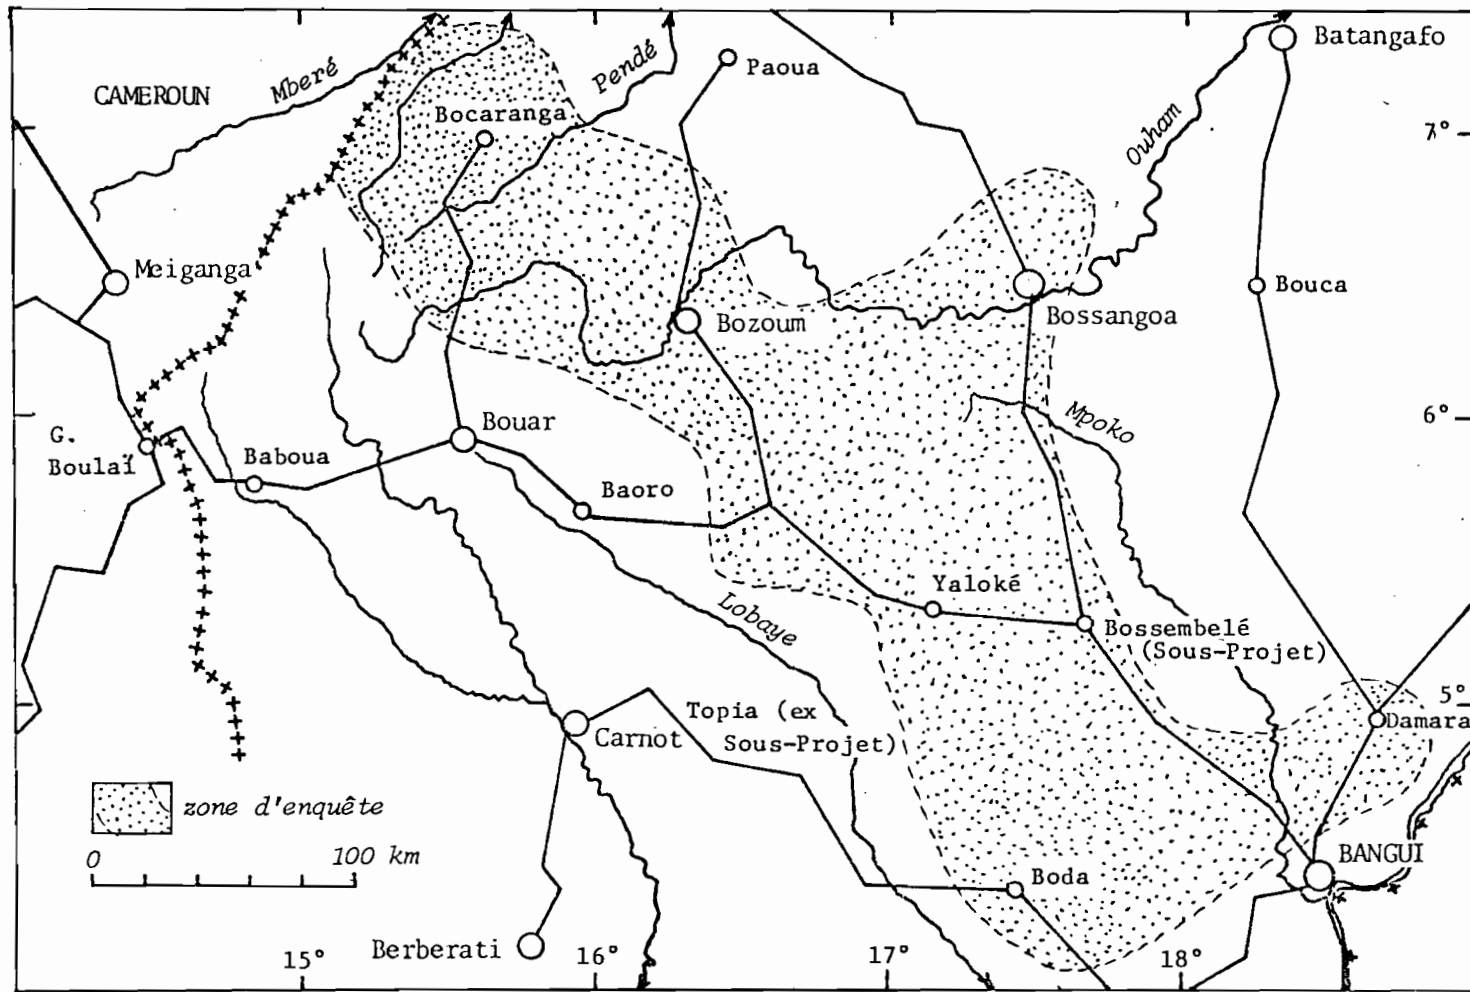 Batangafo
Paoua
Pendé
Mberé
CAMEROUN
Bocaranga
Ouham
7°
Meiganga
Bouca
Bozoum
Bossangoa
6°
Mpoko
G.
Boulaï
Bouar
Baboua
Baoro
Yaloké
Lobaye
Bossembelé
(Sous-Projet)
5°
Topia (ex
Sous-Projet)
Damara
Carnot
zone d'enquête
0 100 km
BANGUI
Boda
Berberati
15° 16° 17° 18°